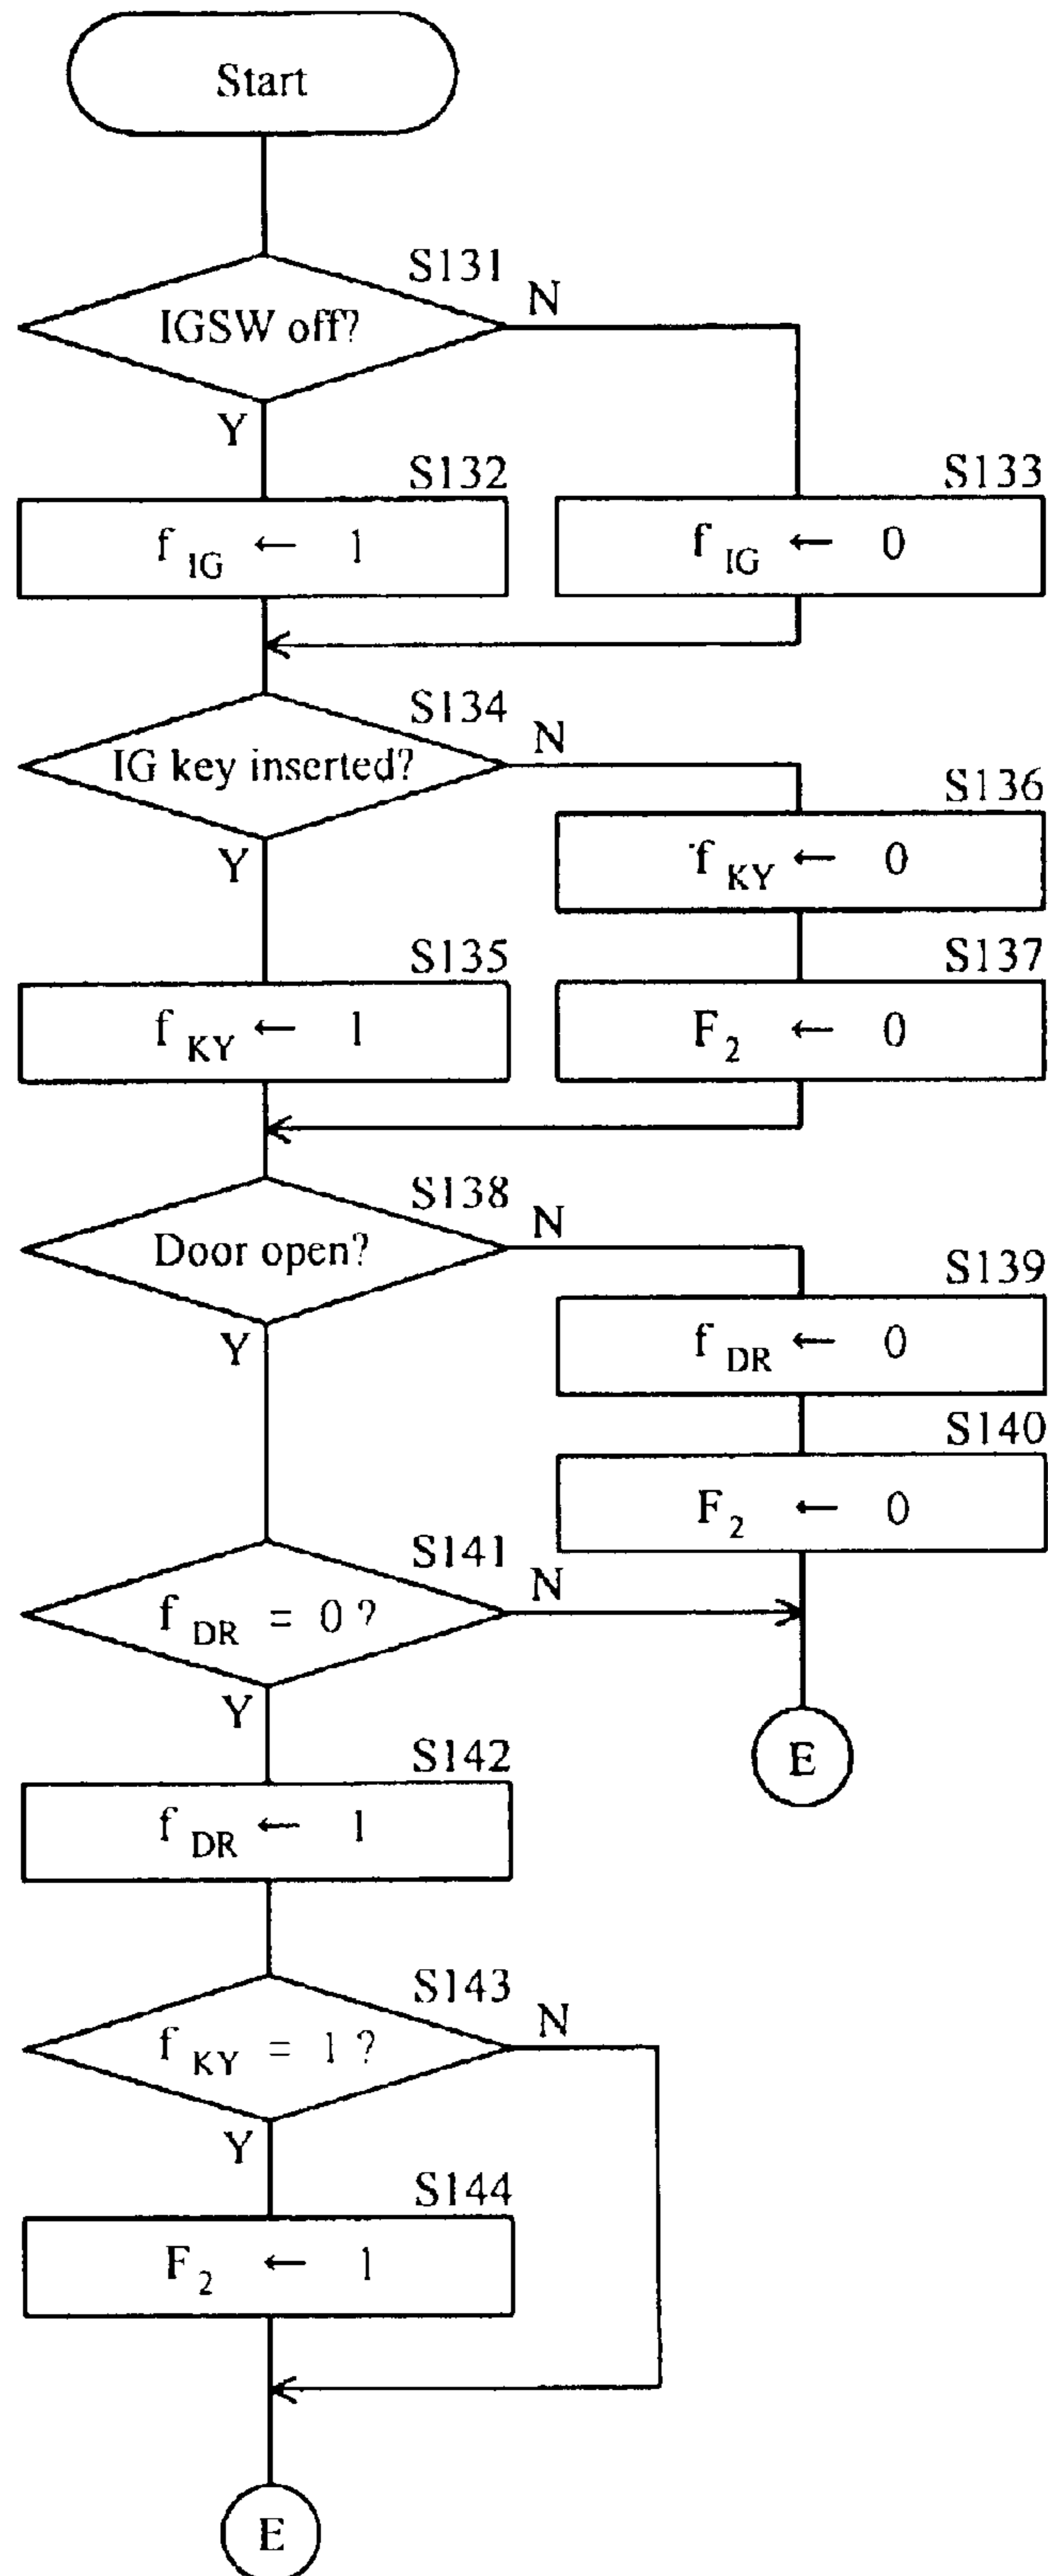 Start
S131
IGSW off?
N
Y
S132
f IG ← 1
S133
f IG ← 0
S134
IG key inserted?
N
Y
S136
f KY ← 0
S135
f KY ← 1
S137
F 2 ← 0
S138
Door open?
N
Y
S139
f DR ← 0
S140
F 2 ← 0
S141
f DR = 0 ?
N
Y
E
S142
f DR ← 1
S143
f KY = 1 ?
N
Y
S144
F 2 ← 1
E